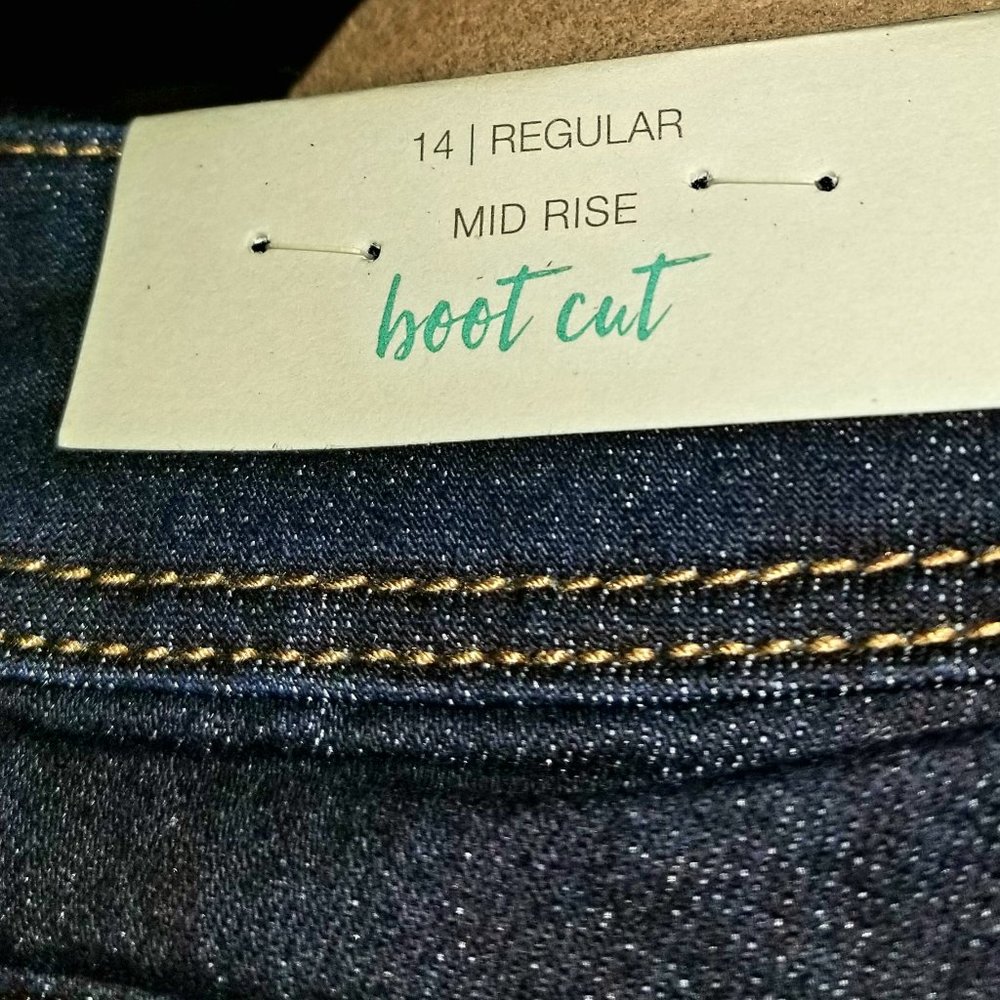 14 | REGULAR
MID RISE
boot cut